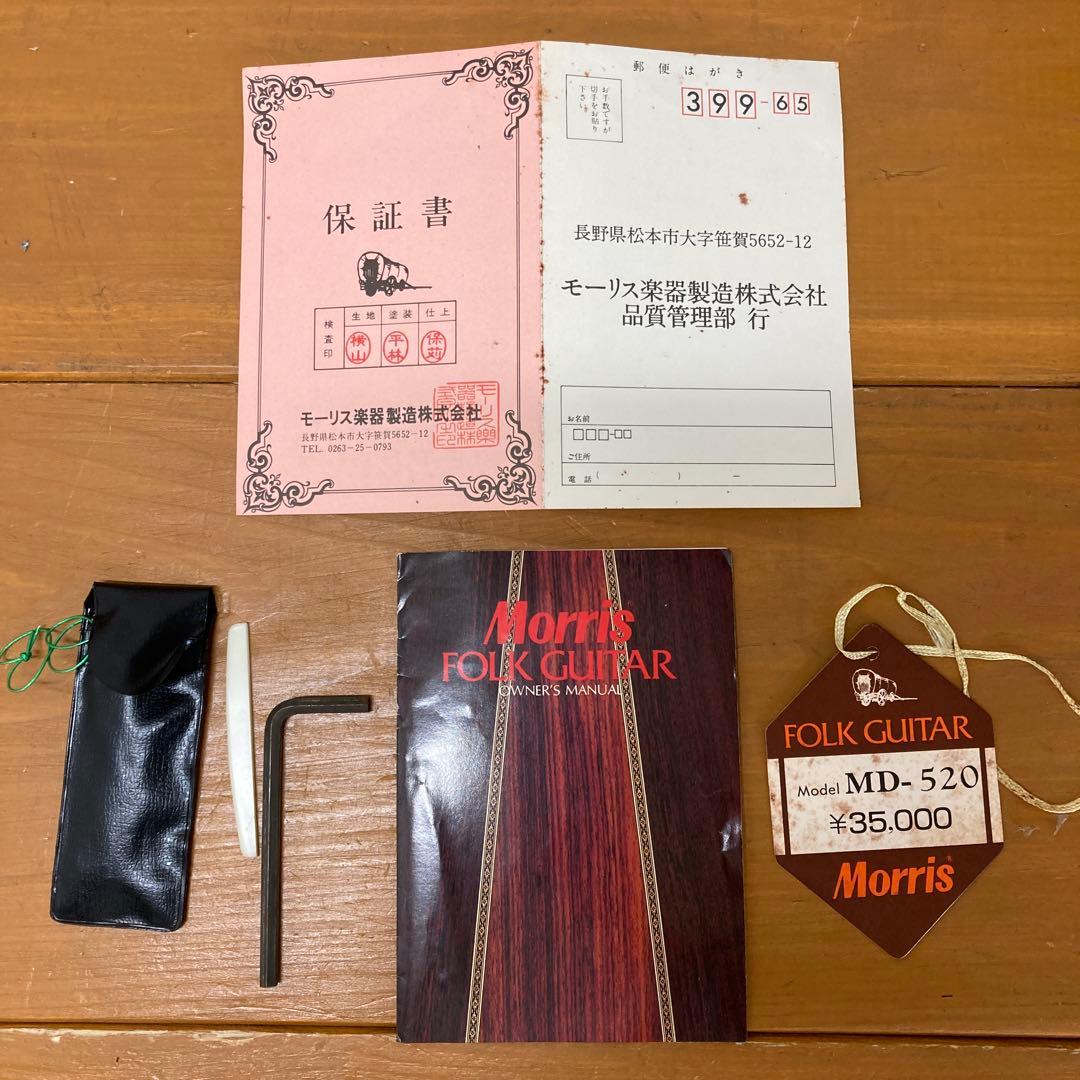 保証書
検査印
生地 塗装 仕上
横山 平林 保苅
モーリス楽器製造株式会社
長野県松本市大字笹賀5652-12
TEL. 0263-25-0793
郵便はがき
お手数ですが
切手をお貼り
下さい
399-65
長野県松本市大字笹賀5652-12
モーリス楽器製造株式会社
品質管理部 行
お名前
ご住所
電話( ) -
Morris
FOLK GUITAR
OWNER'S MANUAL
FOLK GUITAR
Model MD-520
¥35,000
Morris®